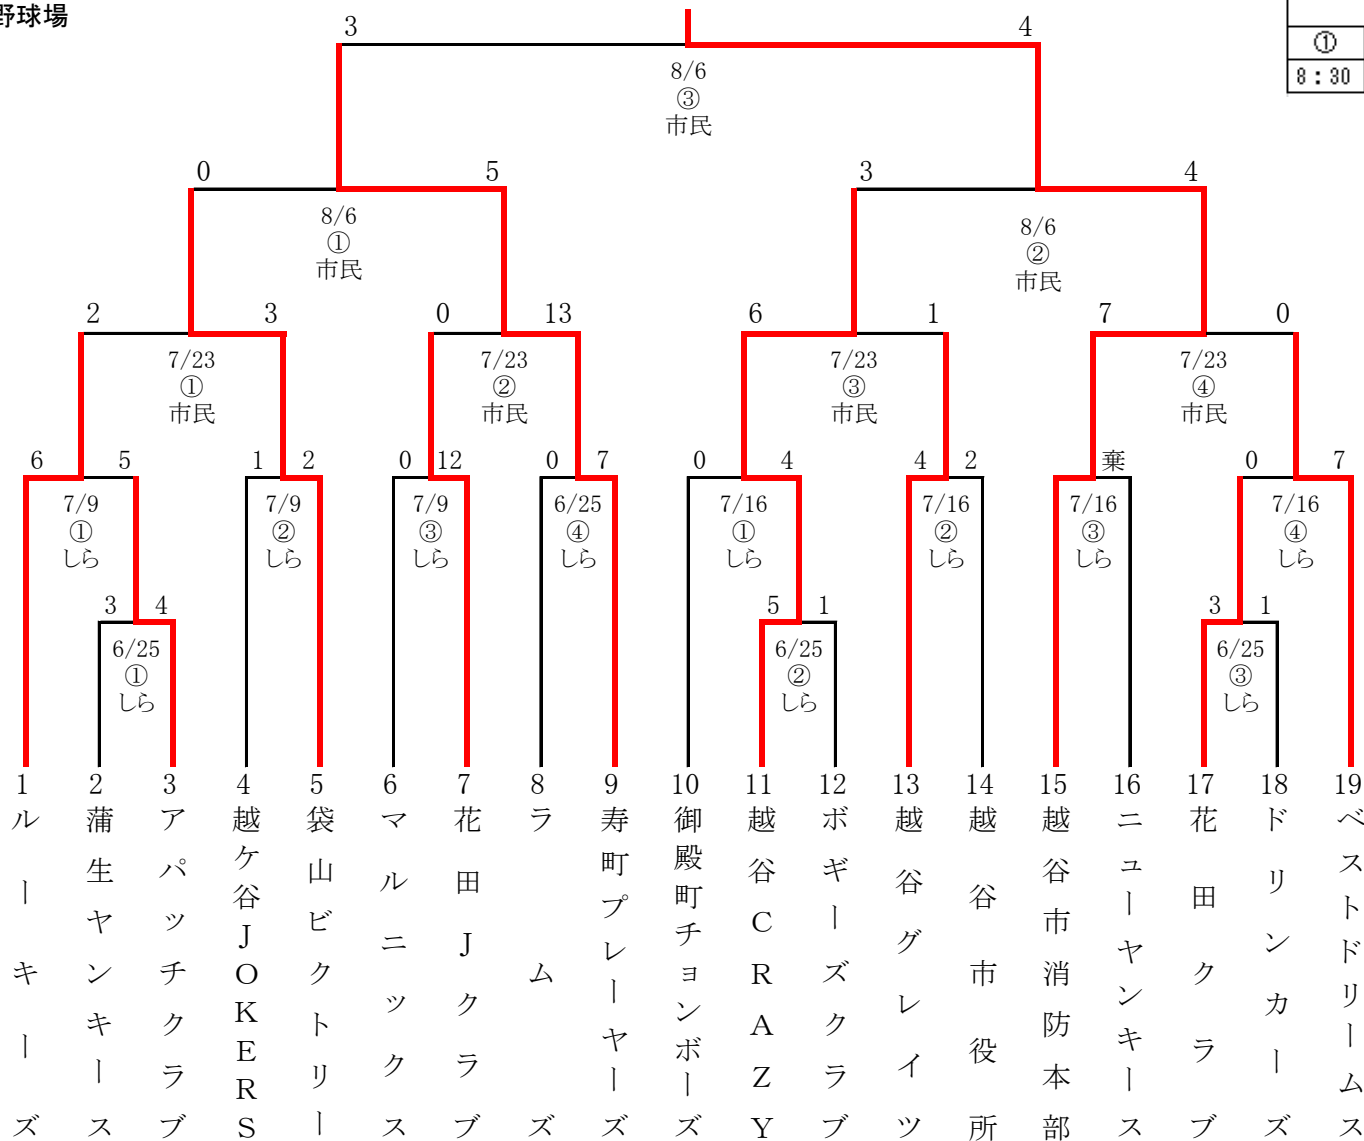 野球場
①
8:30
3 4
8/6
③
市民
0 5 3 4
8/6
①
市民
8/6
②
市民
2 3 0 13 6 1 7 0
7/23
①
市民
7/23
②
市民
7/23
③
市民
7/23
④
市民
6 5 1 2 0 12 0 7 0 4 4 2 棄 0 7
7/9
①
しら
7/9
②
しら
7/9
③
しら
6/25
④
しら
7/16
①
しら
7/16
②
しら
7/16
③
しら
7/16
④
しら
3 4 5 1 3 1
6/25
①
しら
6/25
②
しら
6/25
③
しら
1 2 3 4 5 6 7 8 9 10 11 12 13 14 15 16 17 18 19
ルーキーズ
蒲生ヤンキース
アパッチクラブ
越ケ谷JOKERS
袋山ビクトリー
マルニックス
花田Jクラブ
ラムズ
寿町プレーヤーズ
御殿町チョンボーズ
越谷CRAZY
ボギーズクラブ
越谷グレイツ
越谷市役所
越谷市消防本部
ニューヤンキース
花田クラブ
ドリンカーズ
ベストドリームス